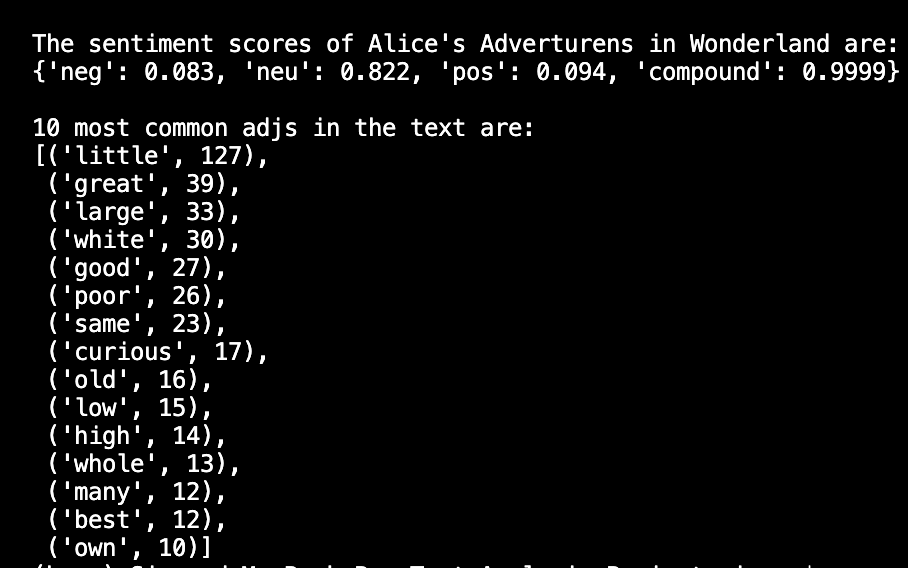 The sentiment scores of Alice's Adverturens in Wonderland are:
{'neg': 0.083, 'neu': 0.822, 'pos': 0.094, 'compound': 0.9999}
10 most common adjs in the text are:
[('little', 127),
('great', 39),
('large', 33),
('white', 30),
('good', 27),
('poor', 26),
('same', 23),
('curious', 17),
('old', 16),
('low', 15),
('high', 14),
('whole', 13),
('many', 12),
('best', 12),
('own', 10)]